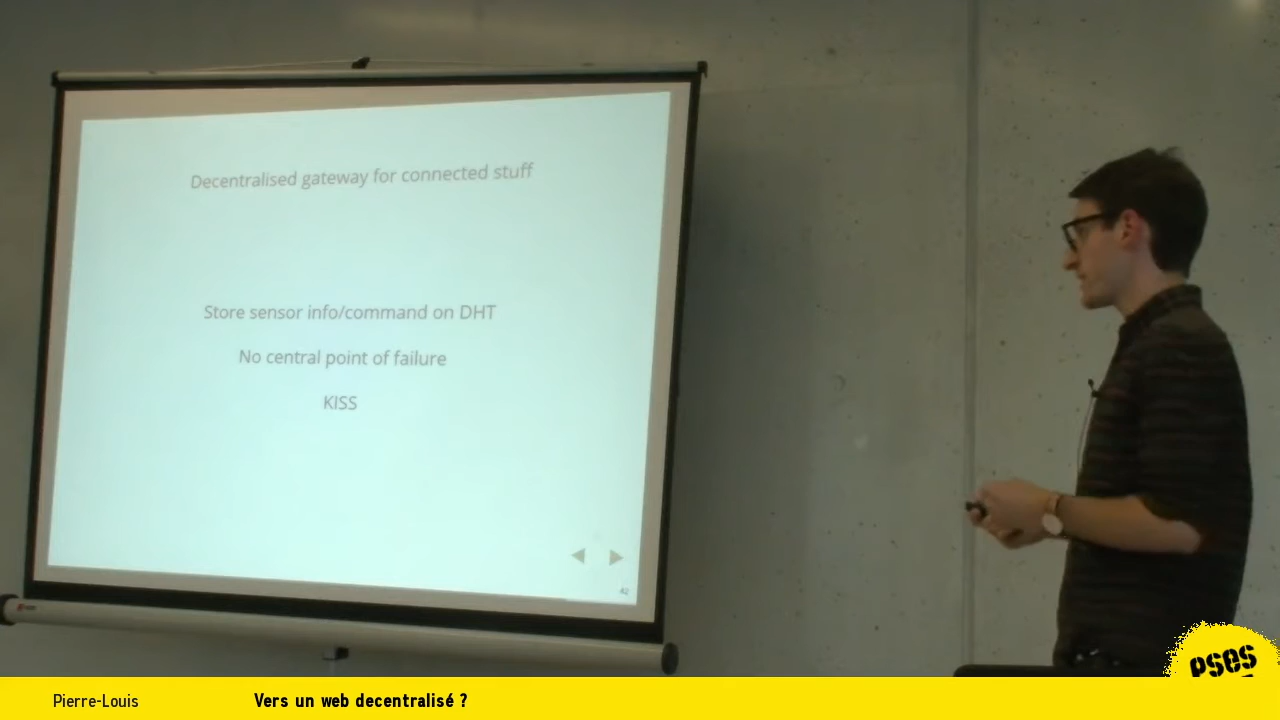 Decentralised gateway for connected stuff
Store sensor info/command on DHT
No central point of failure
KISS
42
pses
Pierre-Louis
Vers un web decentralisé ?